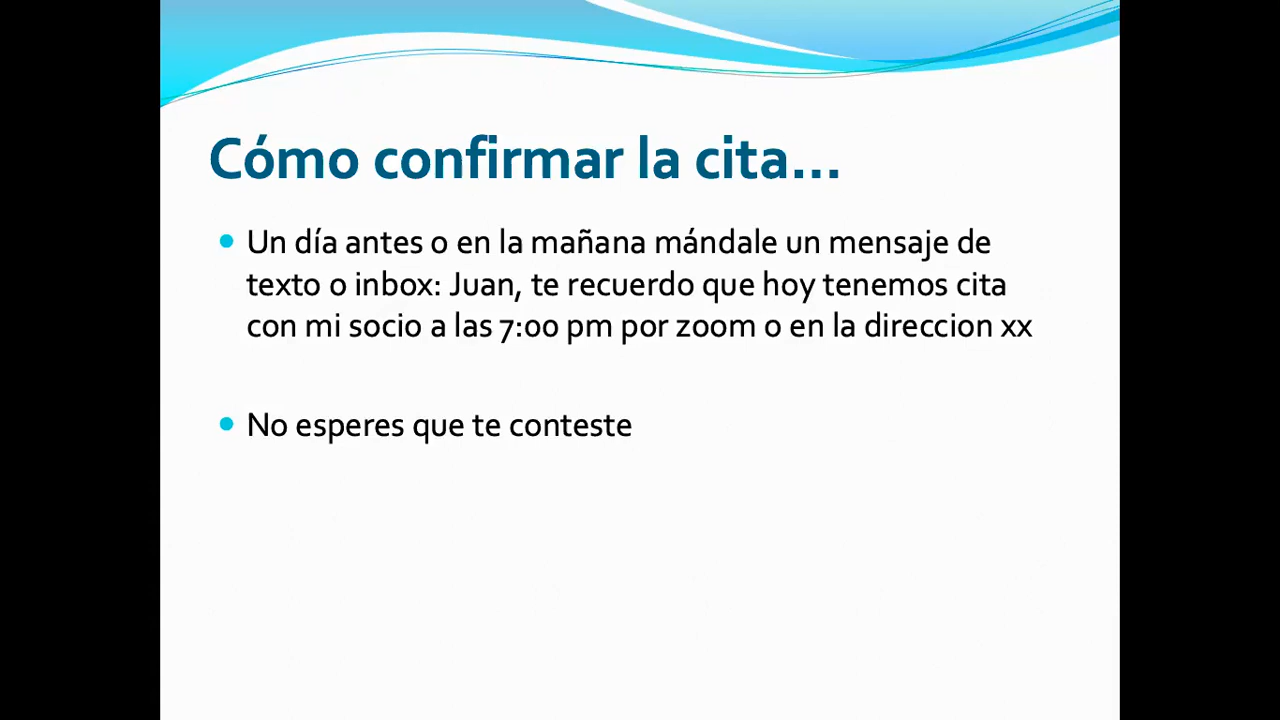 Cómo confirmar la cita...
Un día antes o en la mañana mándale un mensaje de
texto o inbox: Juan, te recuerdo que hoy tenemos cita
con mi socio a las 7:00 pm por zoom o en la direccion xx
No esperes que te conteste